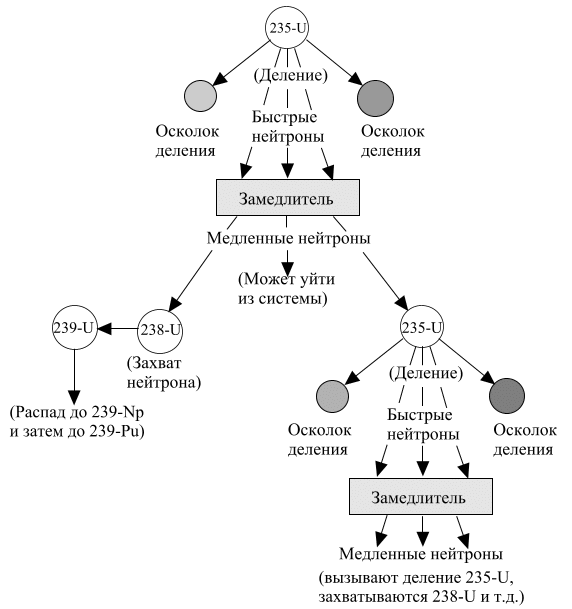 235-U
(Деление)
Быстрые
нейтроны
Осколок
деления
Осколок
деления
Замедлитель
Медленные нейтроны
(Может уйти
из системы)
239-U
238-U
(Захват
нейтрона)
(Распад до 239-Np
и затем до 239-Pu)
235-U
(Деление)
Быстрые
нейтроны
Осколок
деления
Осколок
деления
Замедлитель
Медленные нейтроны
(вызывают деление 235-U,
захватываются 238-U и т.д.)